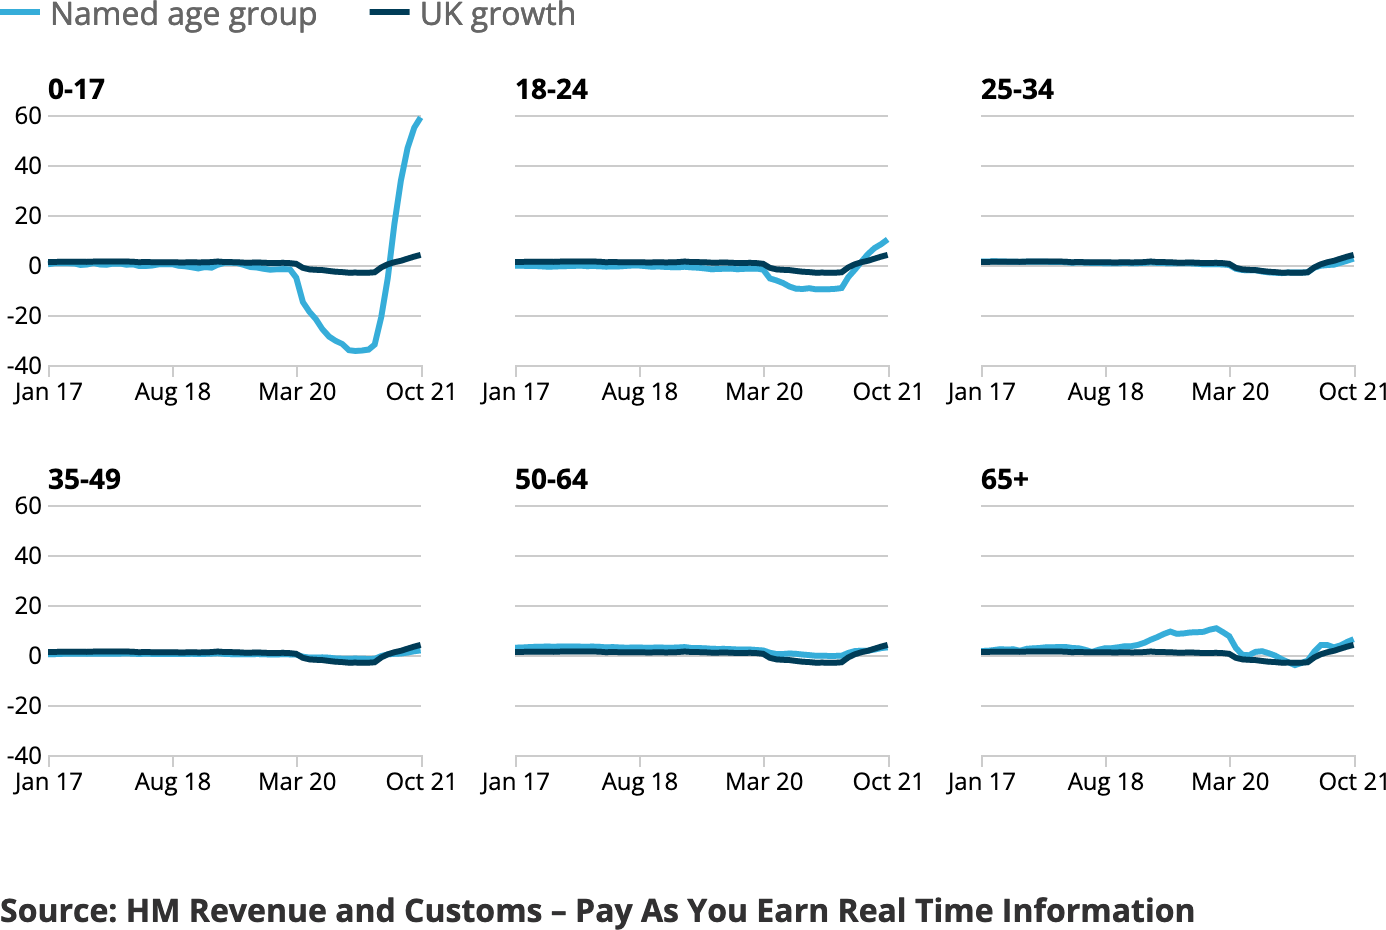 Named age group UK growth
0-17 18-24 25-34
60
40
20
0
-20
-40
Jan 17 Aug 18 Mar 20 Oct 21 Jan 17 Aug 18 Mar 20 Oct 21 Jan 17 Aug 18 Mar 20 Oct 21
35-49 50-64 65+
60
40
20
0
-20
-40
Jan 17 Aug 18 Mar 20 Oct 21 Jan 17 Aug 18 Mar 20 Oct 21 Jan 17 Aug 18 Mar 20 Oct 21
Source: HM Revenue and Customs – Pay As You Earn Real Time Information